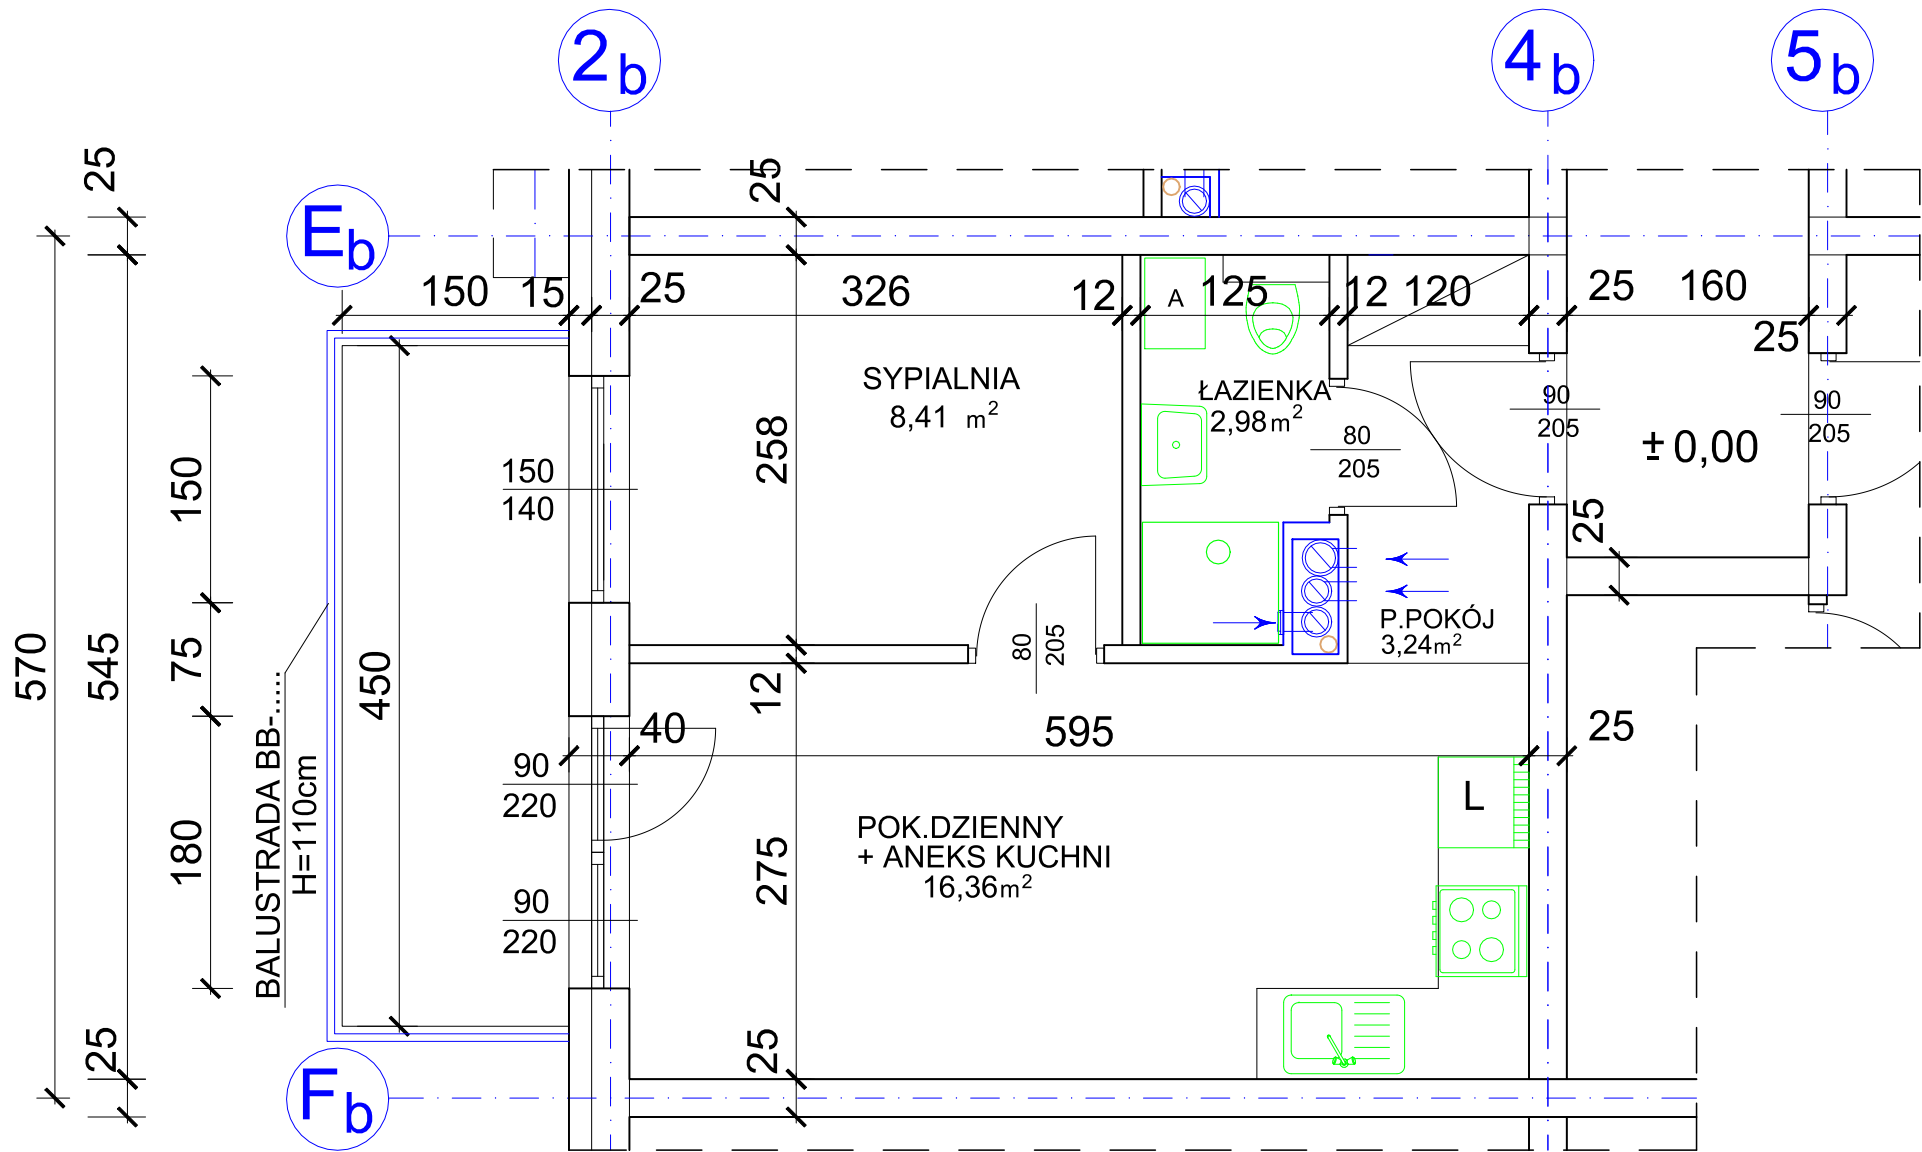 2b
4b
5b
Eb
Fb
25
25
150
15
25
326
12
125
12
120
25
160
25
A
SYPIALNIA
8,41 m²
ŁAZIENKA
2,98m²
90
205
90
205
± 0,00
80
205
258
150
150
140
25
80
205
P.POKÓJ
3,24m²
570
545
75
450
12
40
595
25
BALUSTRADA BB-.....
H=110cm
90
220
180
POK.DZIENNY
+ ANEKS KUCHNI
16,36m²
275
L
90
220
25
25